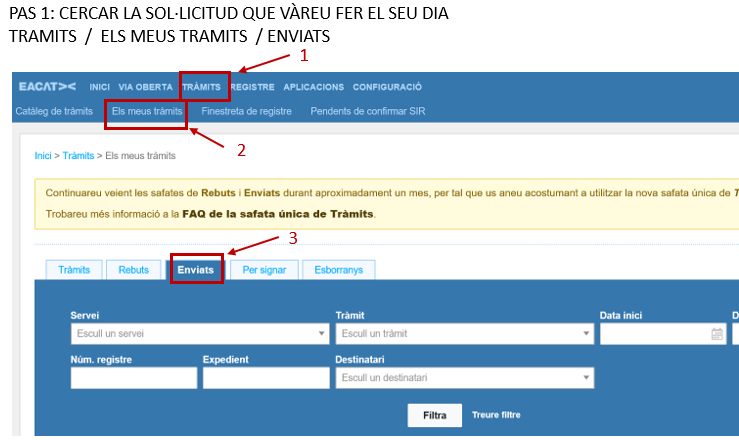 PAS 1: CERCAR LA SOL·LICITUD QUE VÀREU FER EL SEU DIA
TRAMITS / ELS MEUS TRAMITS / ENVIATS
1
EACAT INICI VIA OBERTA TRÀMITS REGISTRE APLICACIONS CONFIGURACIÓ
Catàleg de tràmits Els meus tràmits Finestreta de registre Pendents de confirmar SIR
2
Inici > Tràmits > Els meus tràmits
Continuareu veient les safates de Rebuts i Enviats durant aproximadament un mes, per tal que us aneu acostumant a utilitzar la nova safata única de T
Trobareu més informació a la FAQ de la safata única de Tràmits.
3
Tràmits Rebuts Enviats Per signar Esborranys
Servei Tràmit Data inici D
Escull un servei Escull un tràmit
Núm. registre Expedient Destinatari
Escull un destinatari
Filtra Treure filtre